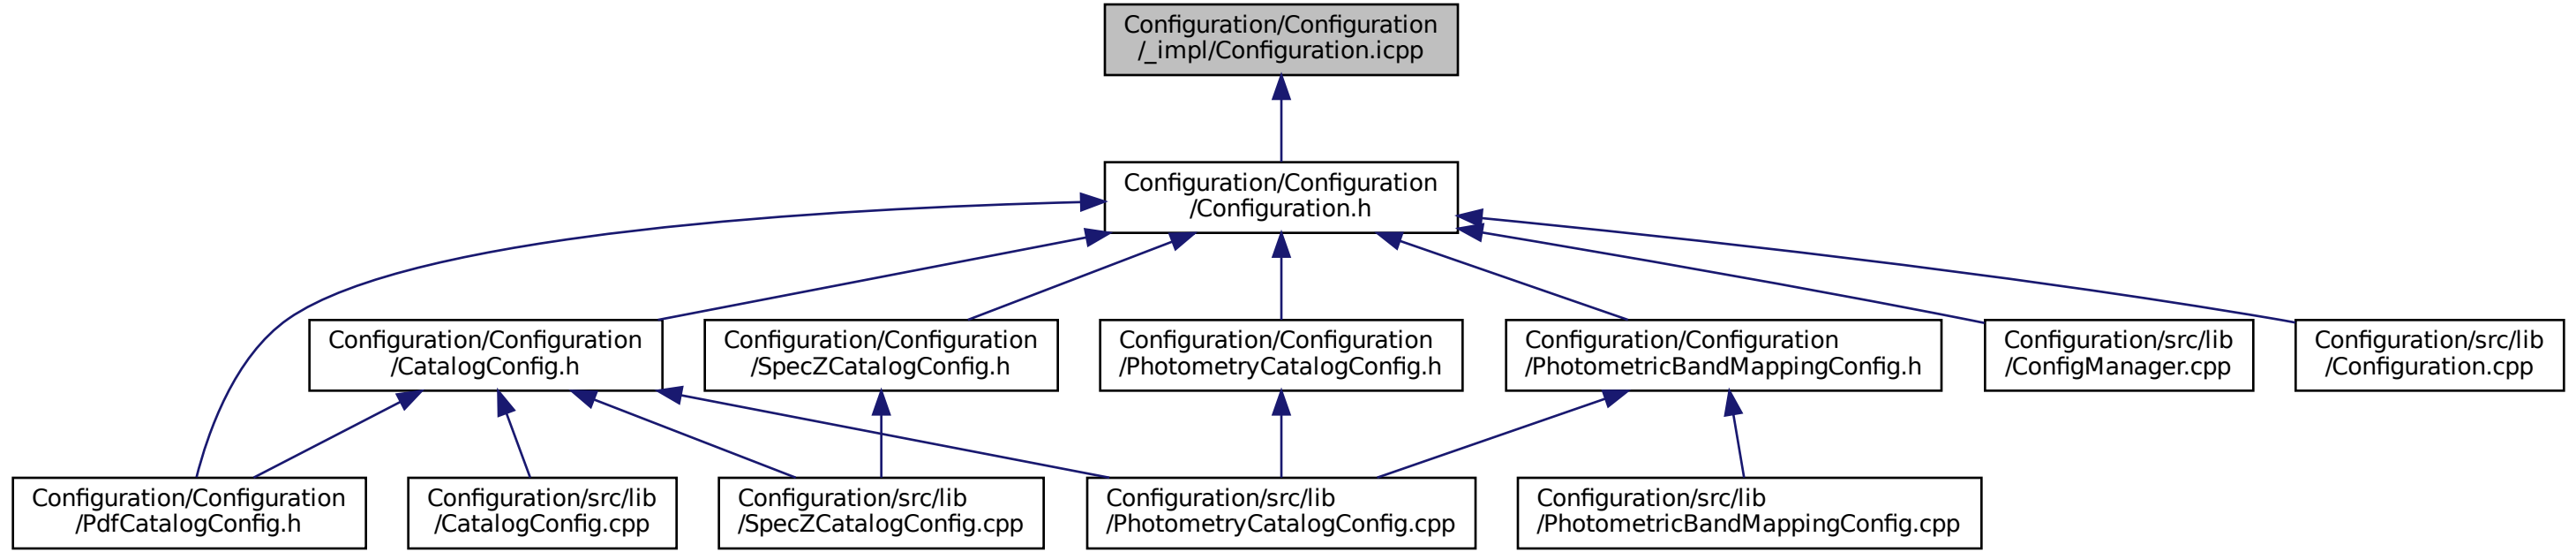 Configuration/Configuration
/_impl/Configuration.icpp
Configuration/Configuration
/Configuration.h
Configuration/Configuration
/CatalogConfig.h
Configuration/Configuration
/SpecZCatalogConfig.h
Configuration/Configuration
/PhotometryCatalogConfig.h
Configuration/Configuration
/PhotometricBandMappingConfig.h
Configuration/src/lib
/ConfigManager.cpp
Configuration/src/lib
/Configuration.cpp
Configuration/Configuration
/PdfCatalogConfig.h
Configuration/src/lib
/CatalogConfig.cpp
Configuration/src/lib
/SpecZCatalogConfig.cpp
Configuration/src/lib
/PhotometryCatalogConfig.cpp
Configuration/src/lib
/PhotometricBandMappingConfig.cpp